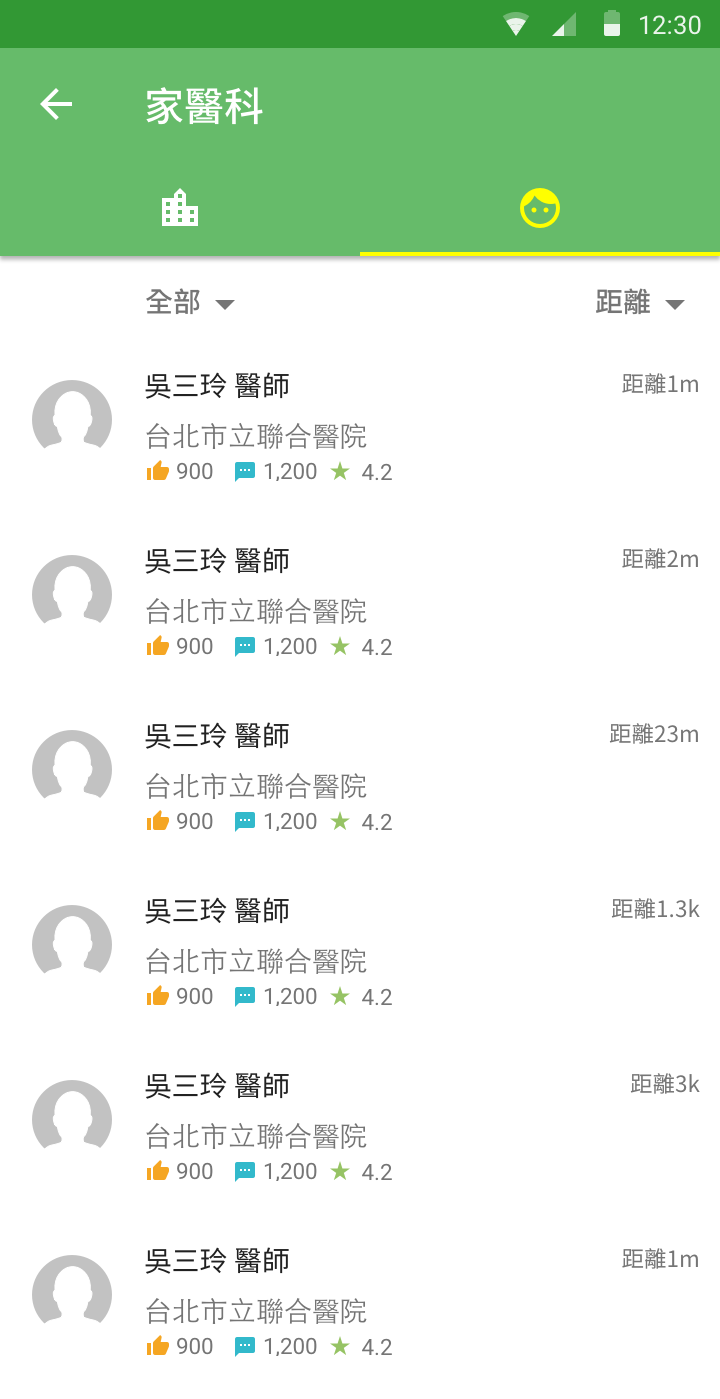 12:30
家醫科
全部 距離
吳三玲 醫師 距離1m
台北市立聯合醫院
900 1,200 4.2
吳三玲 醫師 距離2m
台北市立聯合醫院
900 1,200 4.2
吳三玲 醫師 距離23m
台北市立聯合醫院
900 1,200 4.2
吳三玲 醫師 距離1.3k
台北市立聯合醫院
900 1,200 4.2
吳三玲 醫師 距離3k
台北市立聯合醫院
900 1,200 4.2
吳三玲 醫師 距離1m
台北市立聯合醫院
900 1,200 4.2